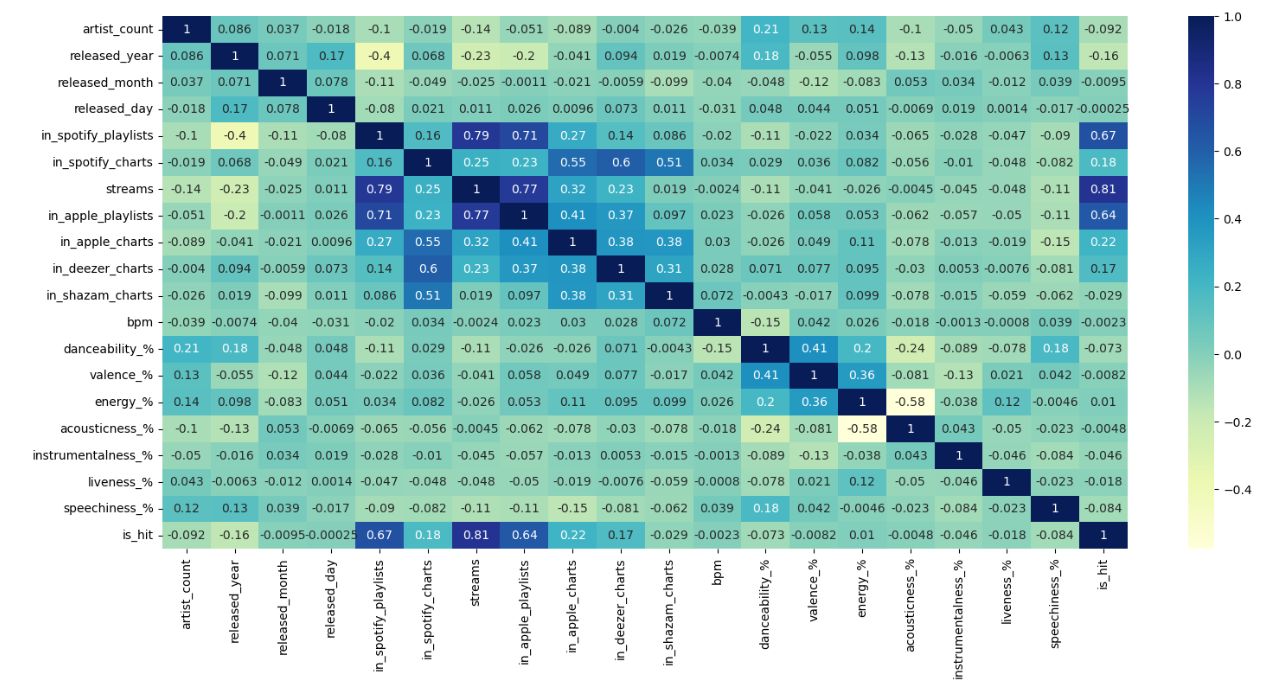 artist_count 1 0.086 0.037 -0.018 -0.1 -0.019 -0.14 -0.051 -0.089 -0.004 -0.026 -0.039 0.21 0.13 0.14 -0.1 -0.05 0.043 0.12 -0.092
released_year 0.086 1 0.071 0.17 -0.4 0.068 -0.23 -0.2 -0.041 0.094 0.019 -0.0074 0.18 -0.055 0.098 -0.13 -0.016 -0.0063 0.13 -0.16
released_month 0.037 0.071 1 0.078 -0.11 -0.049 -0.025 -0.0011 -0.021 -0.0059 -0.099 -0.04 -0.048 -0.12 -0.083 0.053 0.034 -0.012 0.039 -0.0095
released_day -0.018 0.17 0.078 1 -0.08 0.021 0.011 0.026 0.0096 0.073 0.011 -0.031 0.048 0.044 0.051 -0.0069 0.019 0.0014 -0.017 -0.00025
in_spotify_playlists -0.1 -0.4 -0.11 -0.08 1 0.16 0.79 0.71 0.27 0.14 0.086 -0.02 -0.11 -0.022 0.034 -0.065 -0.028 -0.047 -0.09 0.67
in_spotify_charts -0.019 0.068 -0.049 0.021 0.16 1 0.25 0.23 0.55 0.6 0.51 0.034 0.029 0.036 0.082 -0.056 -0.01 -0.048 -0.082 0.18
streams -0.14 -0.23 -0.025 0.011 0.79 0.25 1 0.77 0.32 0.23 0.019 -0.0024 -0.11 -0.041 -0.026 -0.0045 -0.045 -0.048 -0.11 0.81
in_apple_playlists -0.051 -0.2 -0.0011 0.026 0.71 0.23 0.77 1 0.41 0.37 0.097 0.023 -0.026 0.058 0.053 -0.062 -0.057 -0.05 -0.11 0.64
in_apple_charts -0.089 -0.041 -0.021 0.0096 0.27 0.55 0.32 0.41 1 0.38 0.38 0.03 -0.026 0.049 0.11 -0.078 -0.013 -0.019 -0.15 0.22
in_deezer_charts -0.004 0.094 -0.0059 0.073 0.14 0.6 0.23 0.37 0.38 1 0.31 0.028 0.071 0.077 0.095 -0.03 0.0053 -0.0076 -0.081 0.17
in_shazam_charts -0.026 0.019 -0.099 0.011 0.086 0.51 0.019 0.097 0.38 0.31 1 0.072 -0.0043 -0.017 0.099 -0.078 -0.015 -0.059 -0.062 -0.029
bpm -0.039 -0.0074 -0.04 -0.031 -0.02 0.034 -0.0024 0.023 0.03 0.028 0.072 1 -0.15 0.042 0.026 -0.018 -0.0013 -0.0008 0.039 -0.0023
danceability_% 0.21 0.18 -0.048 0.048 -0.11 0.029 -0.11 -0.026 -0.026 0.071 -0.0043 -0.15 1 0.41 0.2 -0.24 -0.089 -0.078 0.18 -0.073
valence_% 0.13 -0.055 -0.12 0.044 -0.022 0.036 -0.041 0.058 0.049 0.077 -0.017 0.042 0.41 1 0.36 -0.081 -0.13 0.021 0.042 -0.0082
energy_% 0.14 0.098 -0.083 0.051 0.034 0.082 -0.026 0.053 0.11 0.095 0.099 0.026 0.2 0.36 1 -0.58 -0.038 0.12 -0.0046 0.01
acousticness_% -0.1 -0.13 0.053 -0.0069 -0.065 -0.056 -0.0045 -0.062 -0.078 -0.03 -0.078 -0.018 -0.24 -0.081 -0.58 1 0.043 -0.05 -0.023 -0.0048
instrumentalness_% -0.05 -0.016 0.034 0.019 -0.028 -0.01 -0.045 -0.057 -0.013 0.0053 -0.015 -0.0013 -0.089 -0.13 -0.038 0.043 1 -0.046 -0.084 -0.046
liveness_% 0.043 -0.0063 -0.012 0.0014 -0.047 -0.048 -0.048 -0.05 -0.019 -0.0076 -0.059 -0.0008 -0.078 0.021 0.12 -0.05 -0.046 1 -0.023 -0.018
speechiness_% 0.12 0.13 0.039 -0.017 -0.09 -0.082 -0.11 -0.11 -0.15 -0.081 -0.062 0.039 0.18 0.042 -0.0046 -0.023 -0.084 -0.023 1 -0.084
is_hit -0.092 -0.16 -0.0095 -0.00025 0.67 0.18 0.81 0.64 0.22 0.17 -0.029 -0.0023 -0.073 -0.0082 0.01 -0.0048 -0.046 -0.018 -0.084 1
artist_count
released_year
released_month
released_day
in_spotify_playlists
in_spotify_charts
streams
in_apple_playlists
in_apple_charts
in_deezer_charts
in_shazam_charts
bpm
danceability_%
valence_%
energy_%
acousticness_%
instrumentalness_%
liveness_%
speechiness_%
is_hit
1.0
0.8
0.6
0.4
0.2
0.0
−0.2
−0.4